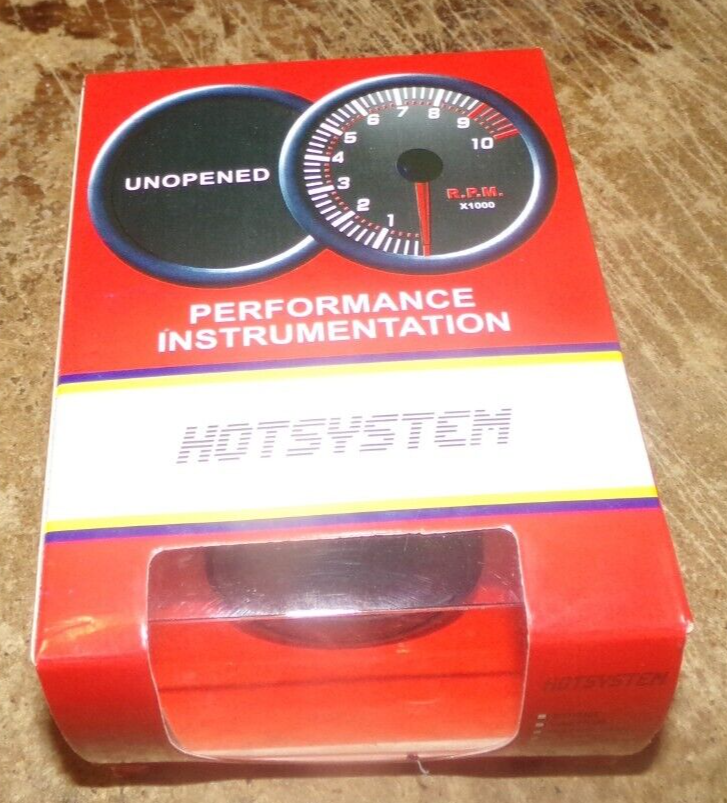 UNOPENED
1
2
3
4
5
6
7
8
9
10
R.P.M.
X1000
PERFORMANCE
INSTRUMENTATION
HOTSYSTEM
HOTSYSTEM